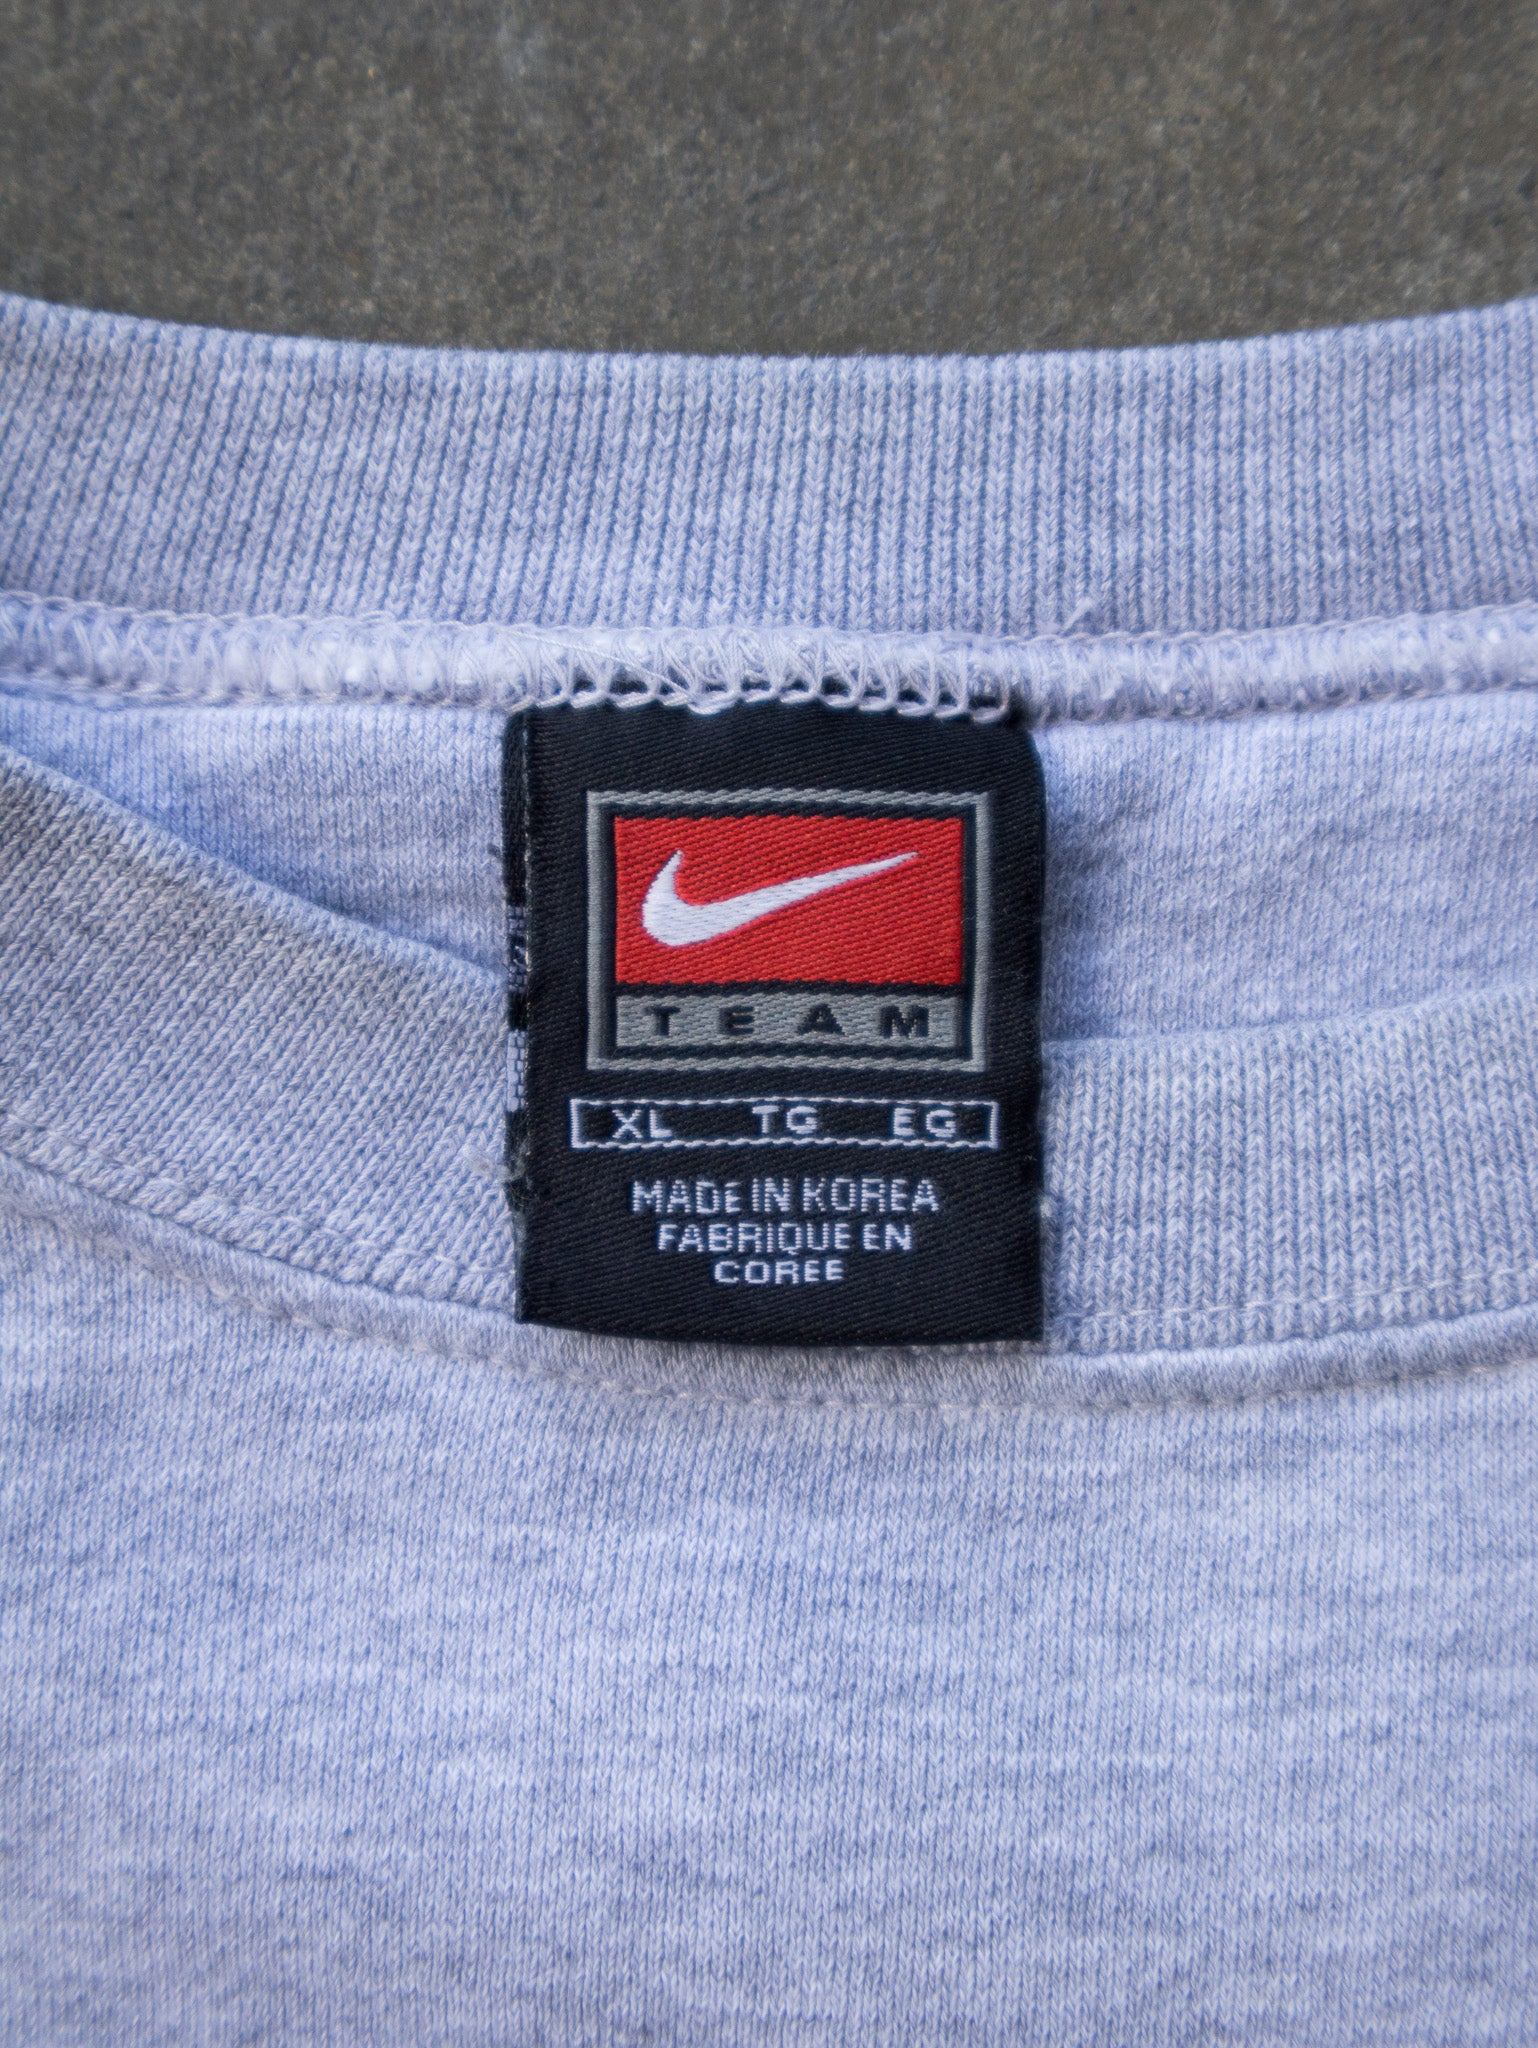 TEAM
XL TG EG
MADE IN KOREA
FABRIQUE EN
COREE